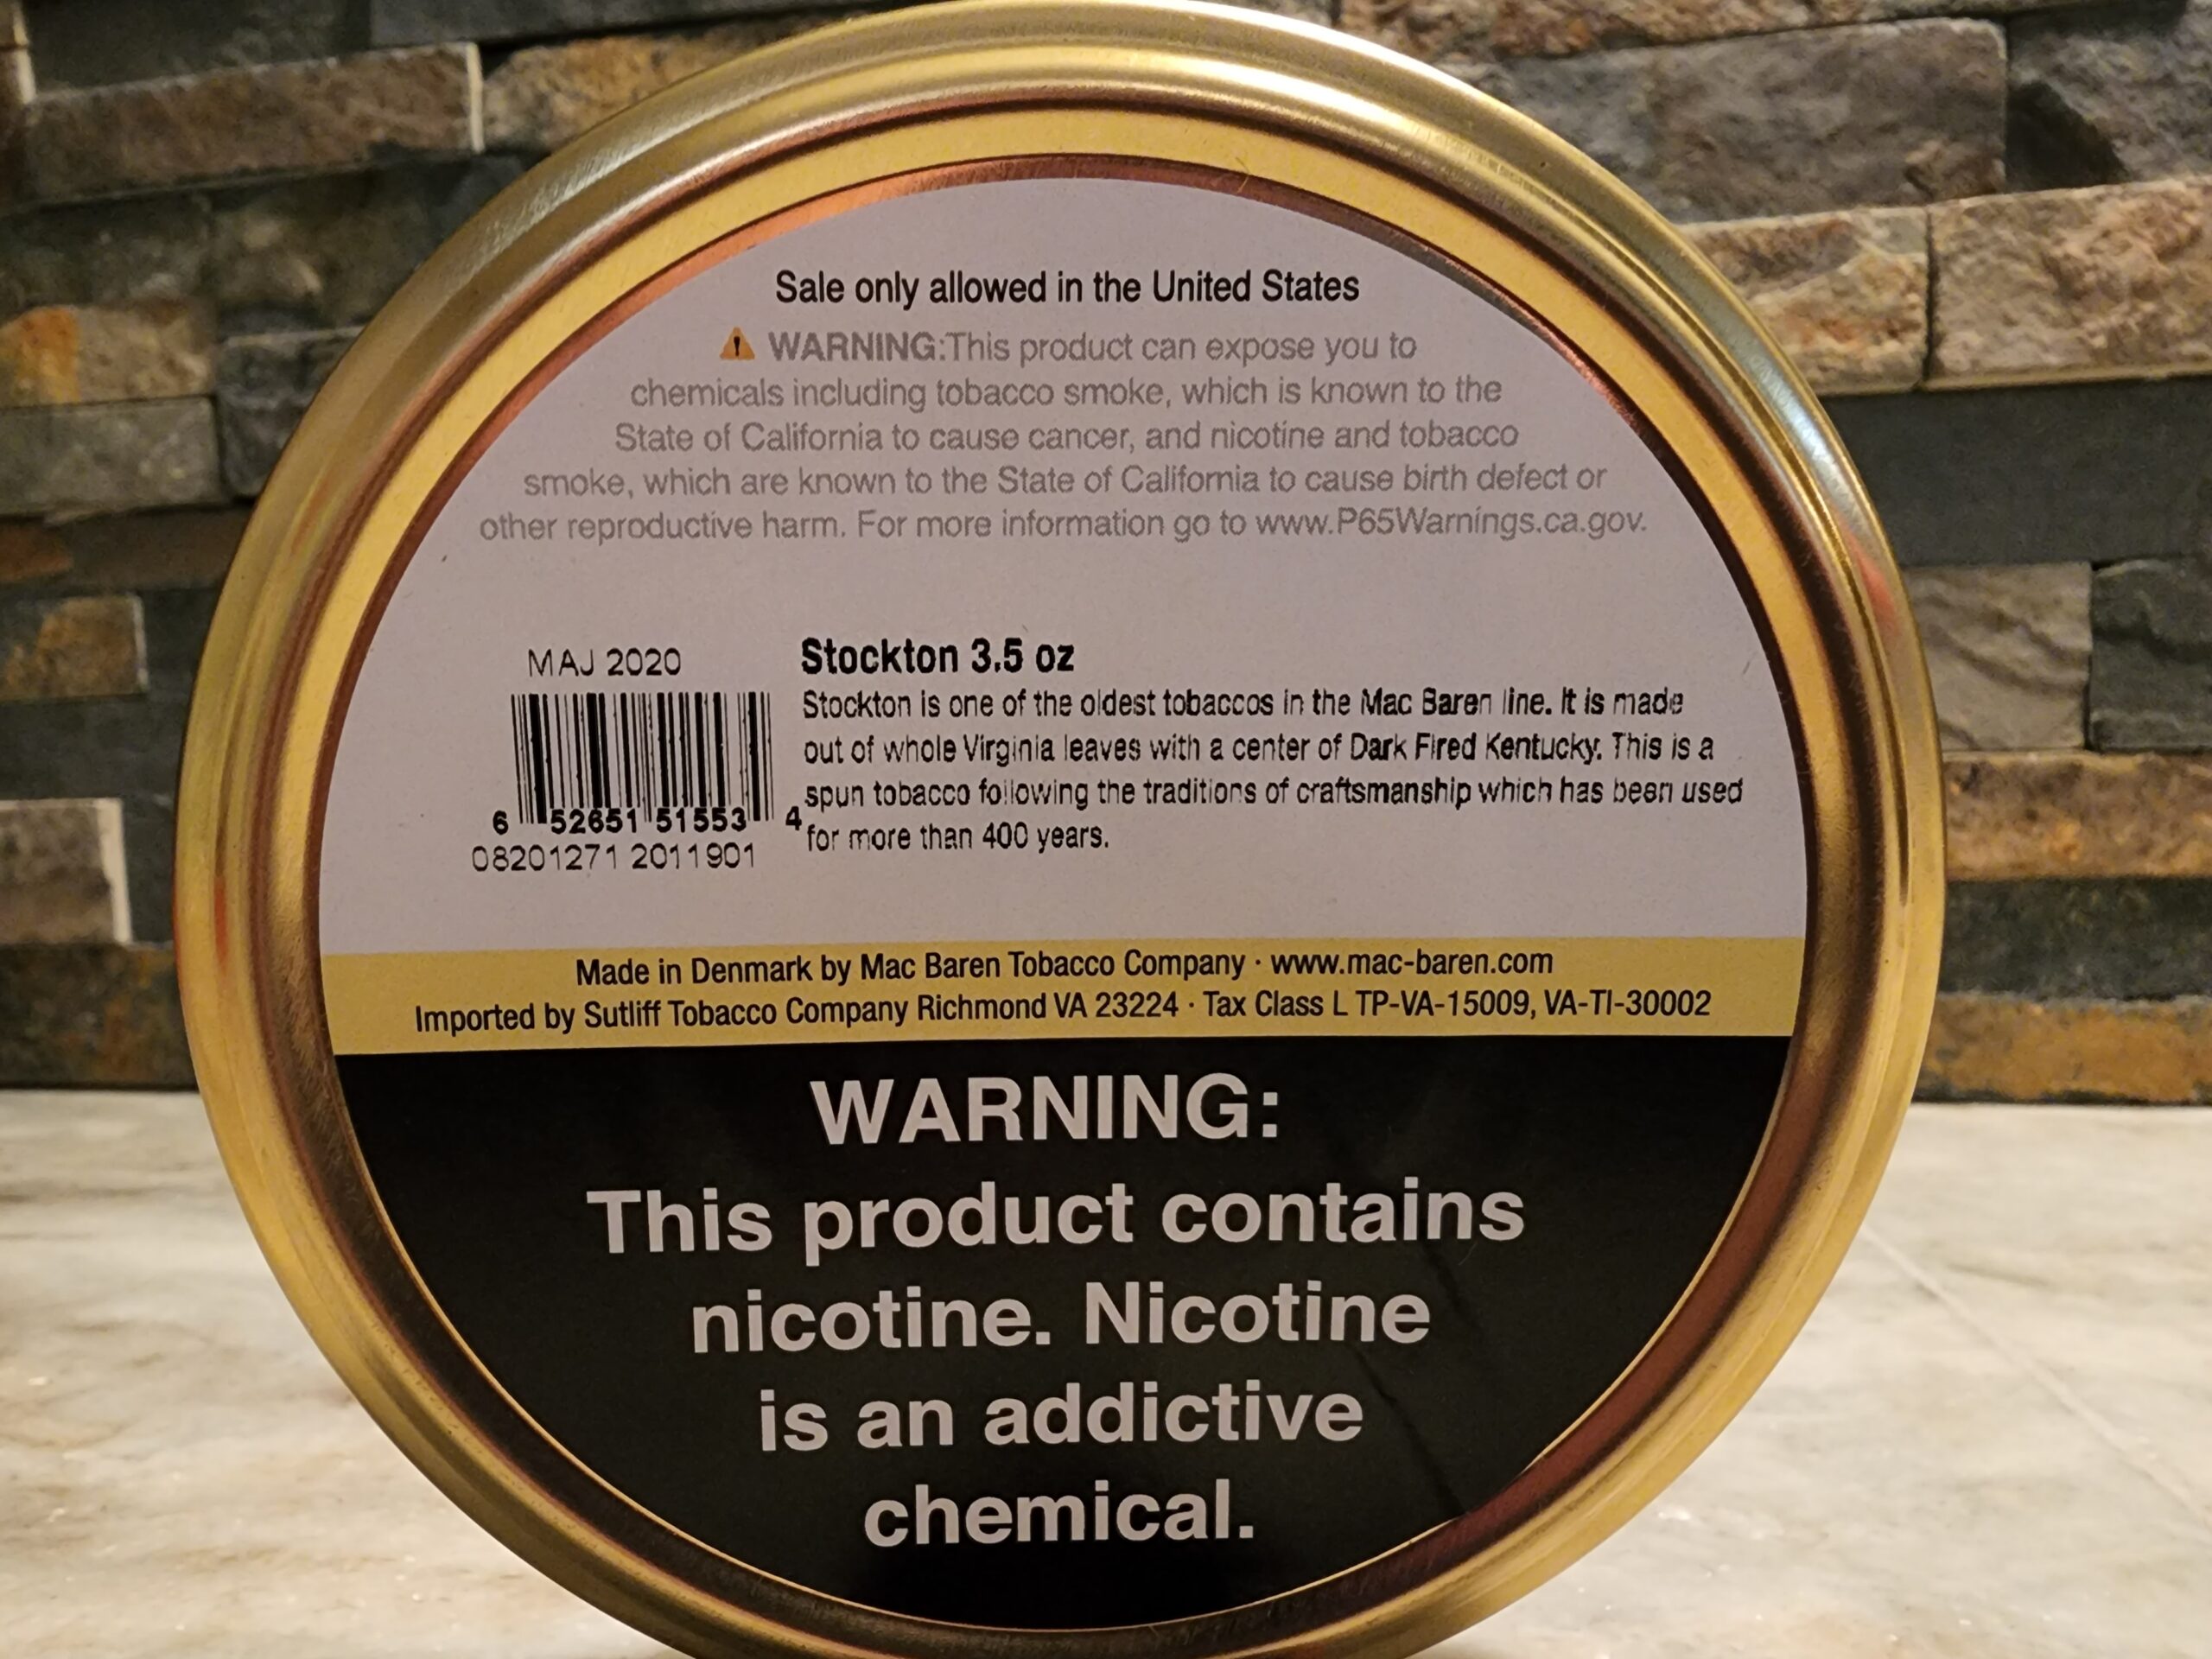 Sale only allowed in the United States
WARNING:This product can expose you to
chemicals including tobacco smoke, which is known to the
State of California to cause cancer, and nicotine and tobacco
smoke, which are known to the State of California to cause birth defect or
other reproductive harm. For more information go to www.P65Warnings.ca.gov.
MAJ 2020
6 52651 51553 4
08201271 2011901
Stockton 3.5 oz
Stockton is one of the oldest tobaccos in the Mac Baren line. It is made
out of whole Virginia leaves with a center of Dark Fired Kentucky. This is a
spun tobacco following the traditions of craftsmanship which has been used
for more than 400 years.
Made in Denmark by Mac Baren Tobacco Company · www.mac-baren.com
Imported by Sutliff Tobacco Company Richmond VA 23224 · Tax Class L TP-VA-15009, VA-TI-30002
WARNING:
This product contains
nicotine. Nicotine
is an addictive
chemical.